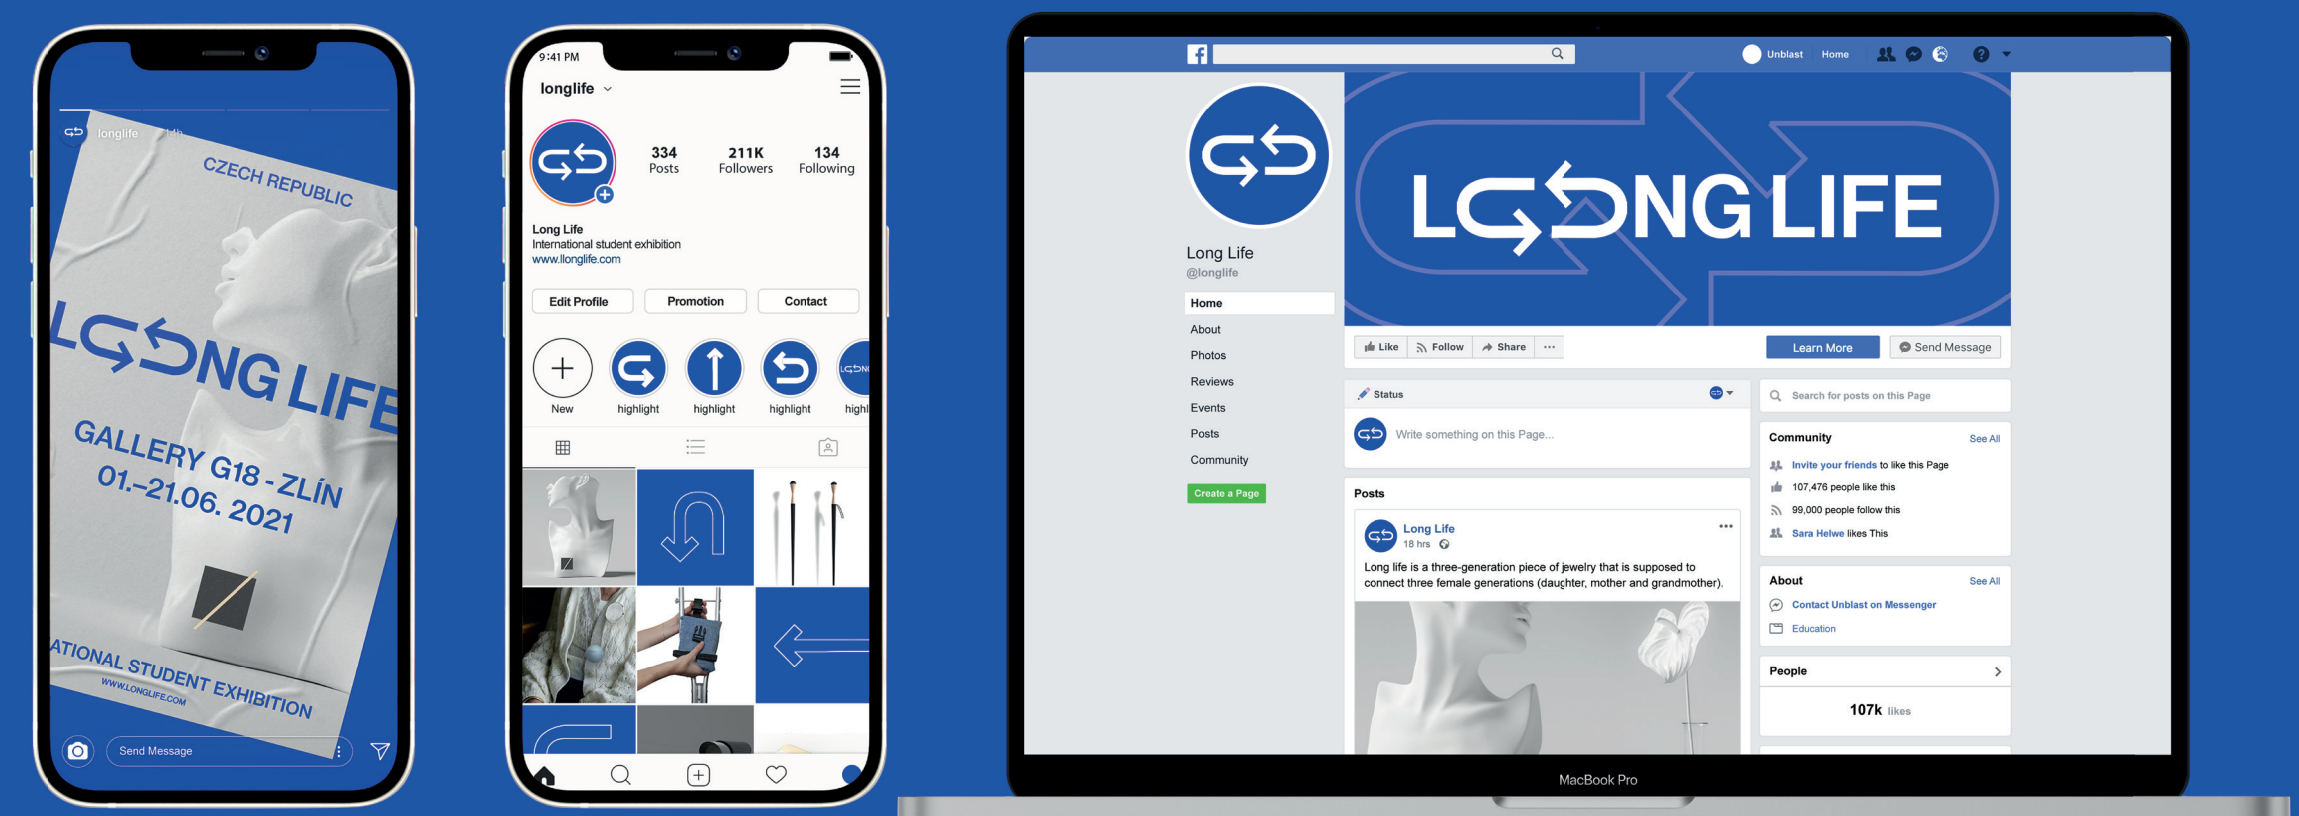 longlife 14h
CZECH REPUBLIC
LONG LIFE
GALLERY G18 - ZLÍN
01.–21.06. 2021
ATIONAL STUDENT EXHIBITION
WWW.LONGLIFE.COM
Send Message
9:41 PM
longlife
334 211K 134
Posts Followers Following
Long Life
International student exhibition
www.llonglife.com
Edit Profile Promotion Contact
LONG
New highlight highlight highlight highl
Unblast Home
LOONG LIFE
Long Life
@longlife
Home
About
Photos
Reviews
Events
Posts
Community
Create a Page
Like Follow Share ...
Learn More Send Message
Status
Write something on this Page...
Posts
Long Life
18 hrs
Long life is a three-generation piece of jewelry that is supposed to
connect three female generations (daughter, mother and grandmother).
Search for posts on this Page
Community See All
Invite your friends to like this Page
107,476 people like this
99,000 people follow this
Sara Helwe likes This
About See All
Contact Unblast on Messenger
Education
People
107k likes
MacBook Pro